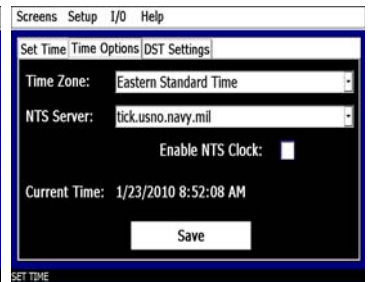 Screens Setup I/O Help
Set Time Time Options DST Settings
Time Zone: Eastern Standard Time
NTS Server: tick.usno.navy.mil
Enable NTS Clock:
Current Time: 1/23/2010 8:52:08 AM
Save
SET TIME